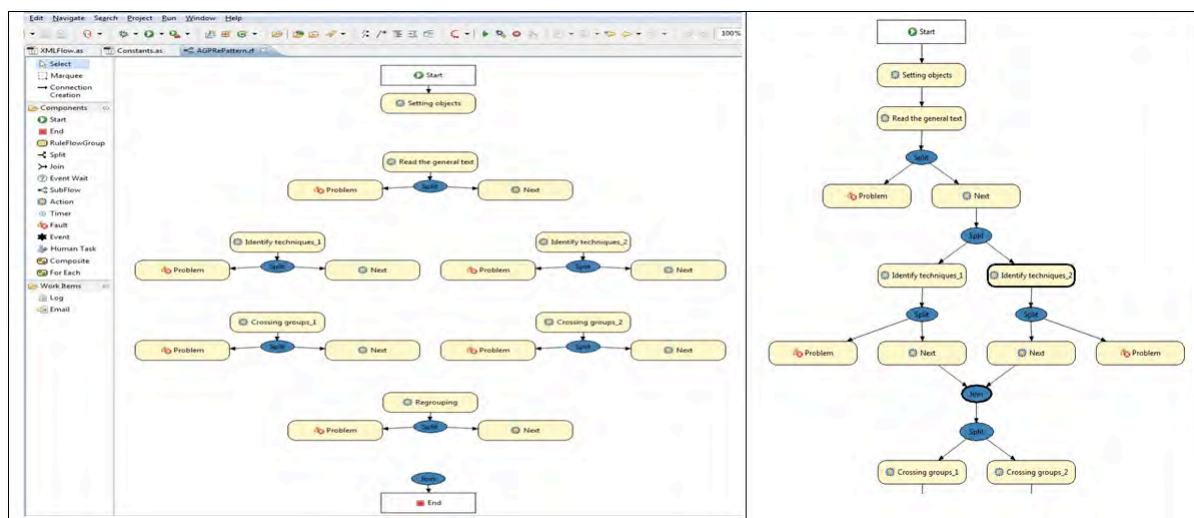 Edit Navigate Search Project Run Window Help
100%
XMLFlow.as Constants.as AGPRePattern.rf
Select
Marquee
Connection
Creation
Components
Start
End
RuleFlowGroup
Split
Join
Event Wait
SubFlow
Action
Timer
Fault
Event
Human Task
Composite
For Each
Work Items
Log
Email
Start
Setting objects
Read the general text
Problem Split Next
Identify techniques_1 Identify techniques_2
Problem Split Next Problem Split Next
Crossing groups_1 Crossing groups_2
Problem Split Next Problem Split Next
Regrouping
Problem Split Next
Join
End
Start
Setting objects
Read the general text
Split
Problem Next
Split
Identify techniques_1 Identify techniques_2
Split Split
Problem Next Next Problem
Join
Split
Crossing groups_1 Crossing groups_2